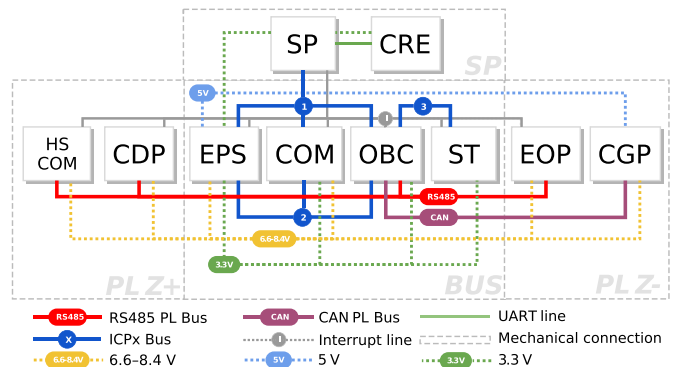 SP
CRE
SP
5V
1
3
I
HS
COM
CDP
EPS
COM
OBC
ST
EOP
CGP
RS485
2
CAN
6.6-8.4V
3.3V
PL Z+
BUS
PL Z-
RS485 RS485 PL Bus
CAN CAN PL Bus
UART line
X ICPx Bus
I Interrupt line
Mechanical connection
6.6-8.4V 6.6–8.4 V
5V 5 V
3.3V 3.3 V